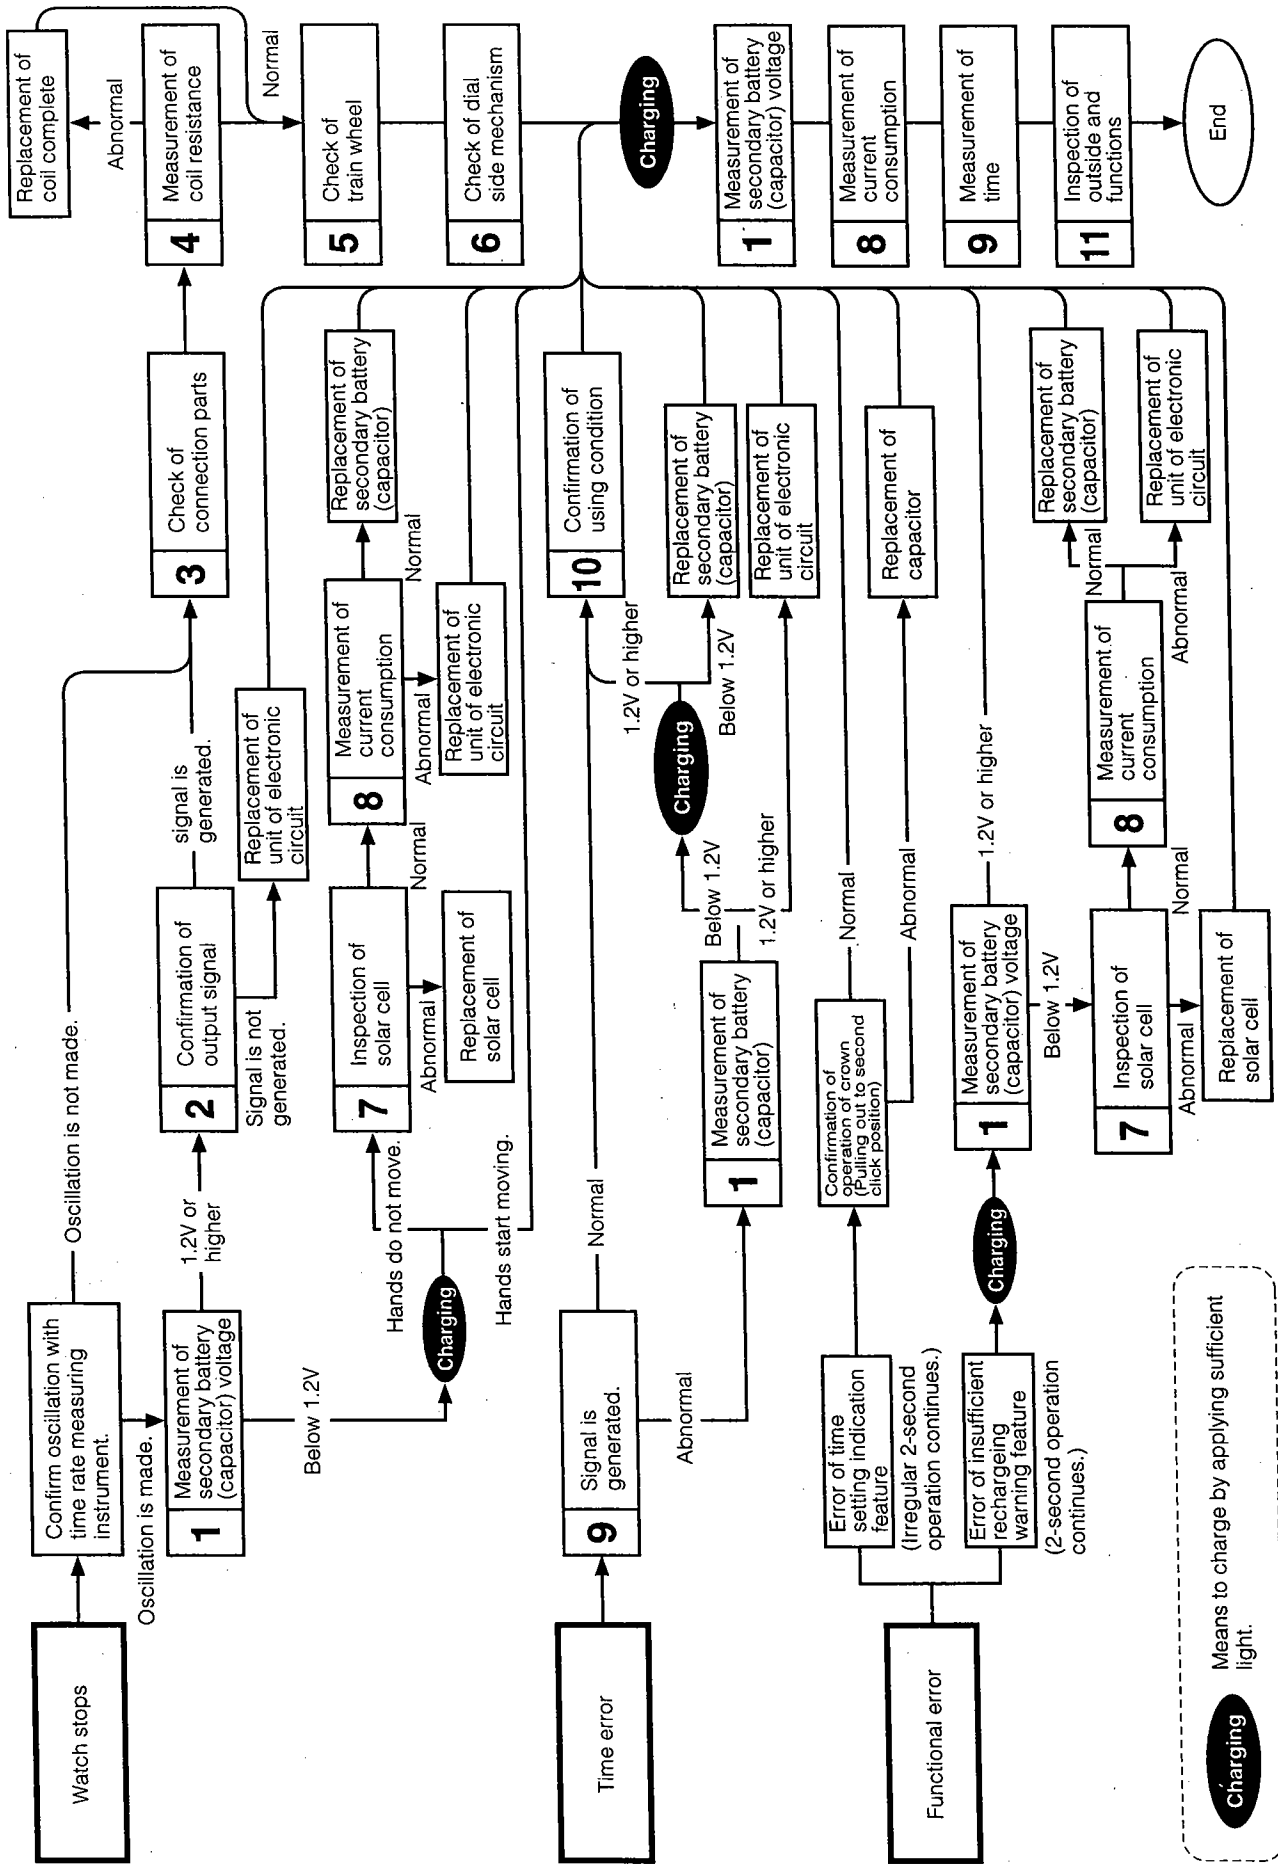 Watch stops
Confirm oscillation with
time rate measuring
instrument.
Oscillation is not made.
Oscillation is made.
1
Measurement of
secondary battery
(capacitor) voltage
1.2V or
higher
Below 1.2V
2
Confirmation of
output signal
signal is
generated.
Signal is not
generated.
Replacement of
unit of electronic
circuit
3
Check of
connection parts
4
Measurement of
coil resistance
Abnormal
Replacement of
coil complete
Normal
5
Check of
train wheel
6
Check of dial
side mechanism
Charging
Hands do not move.
Hands start moving.
7
Inspection of
solar cell
Abnormal
Replacement of
solar cell
Normal
8
Measurement of
current
consumption
Abnormal
Replacement of
unit of electronic
circuit
Normal
Replacement of
secondary battery
(capacitor)
Time error
9
Signal is
generated.
Normal
Abnormal
10
Confirmation of
using condition
1
Measurement of
secondary battery
(capacitor)
Below 1.2V
1.2V or higher
Charging
1.2V or higher
Below 1.2V
Replacement of
secondary battery
(capacitor)
Replacement of
unit of electronic
circuit
Functional error
Error of time
setting indication
feature
(Irregular 2-second
operation continues.)
Confirmation of
operation of crown
(Pulling out to second
click position)
Normal
Abnormal
Replacement of
capacitor
Error of insufficient
rechargeing
warning feature
(2-second operation
continues.)
Charging
1
Measurement of
secondary battery
(capacitor) voltage
1.2V or higher
Below 1.2V
7
Inspection of
solar cell
Abnormal
Replacement of
solar cell
Normal
8
Measurement of
current
consumption
Normal
Abnormal
Replacement of
secondary battery
(capacitor)
Replacement of
unit of electronic
circuit
Charging
1
Measurement of
secondary battery
(capacitor) voltage
8
Measurement of
current
consumption
9
Measurement of
time
11
Inspection of
outside and
functions
End
Charging
Means to charge by applying sufficient
light.